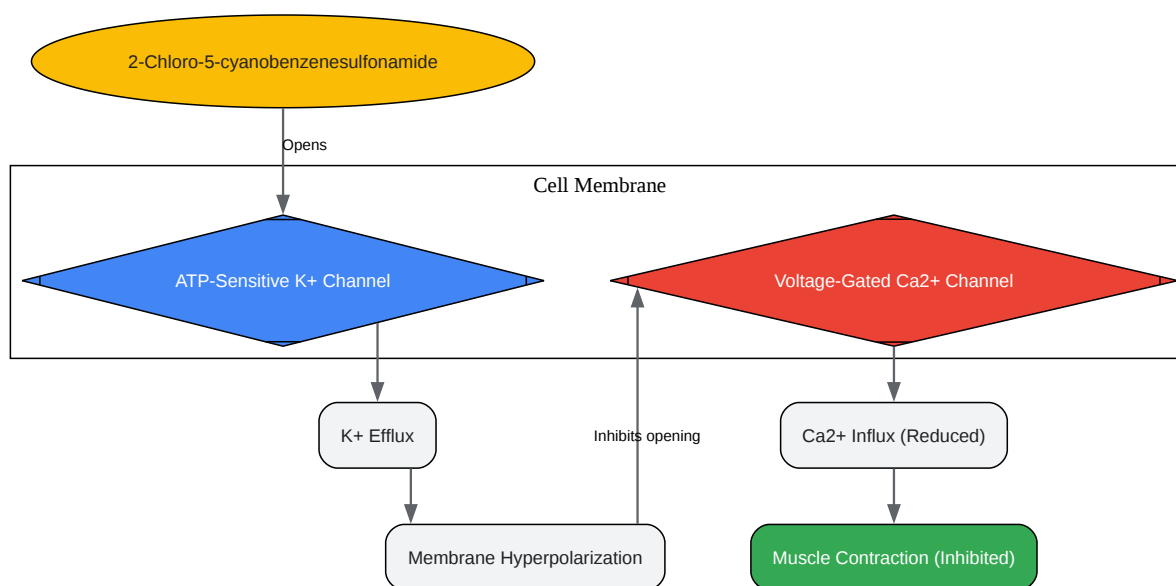 2-Chloro-5-cyanobenzenesulfonamide
Opens
Cell Membrane
ATP-Sensitive K+ Channel
Voltage-Gated Ca2+ Channel
K+ Efflux
Inhibits opening
Ca2+ Influx (Reduced)
Membrane Hyperpolarization
Muscle Contraction (Inhibited)